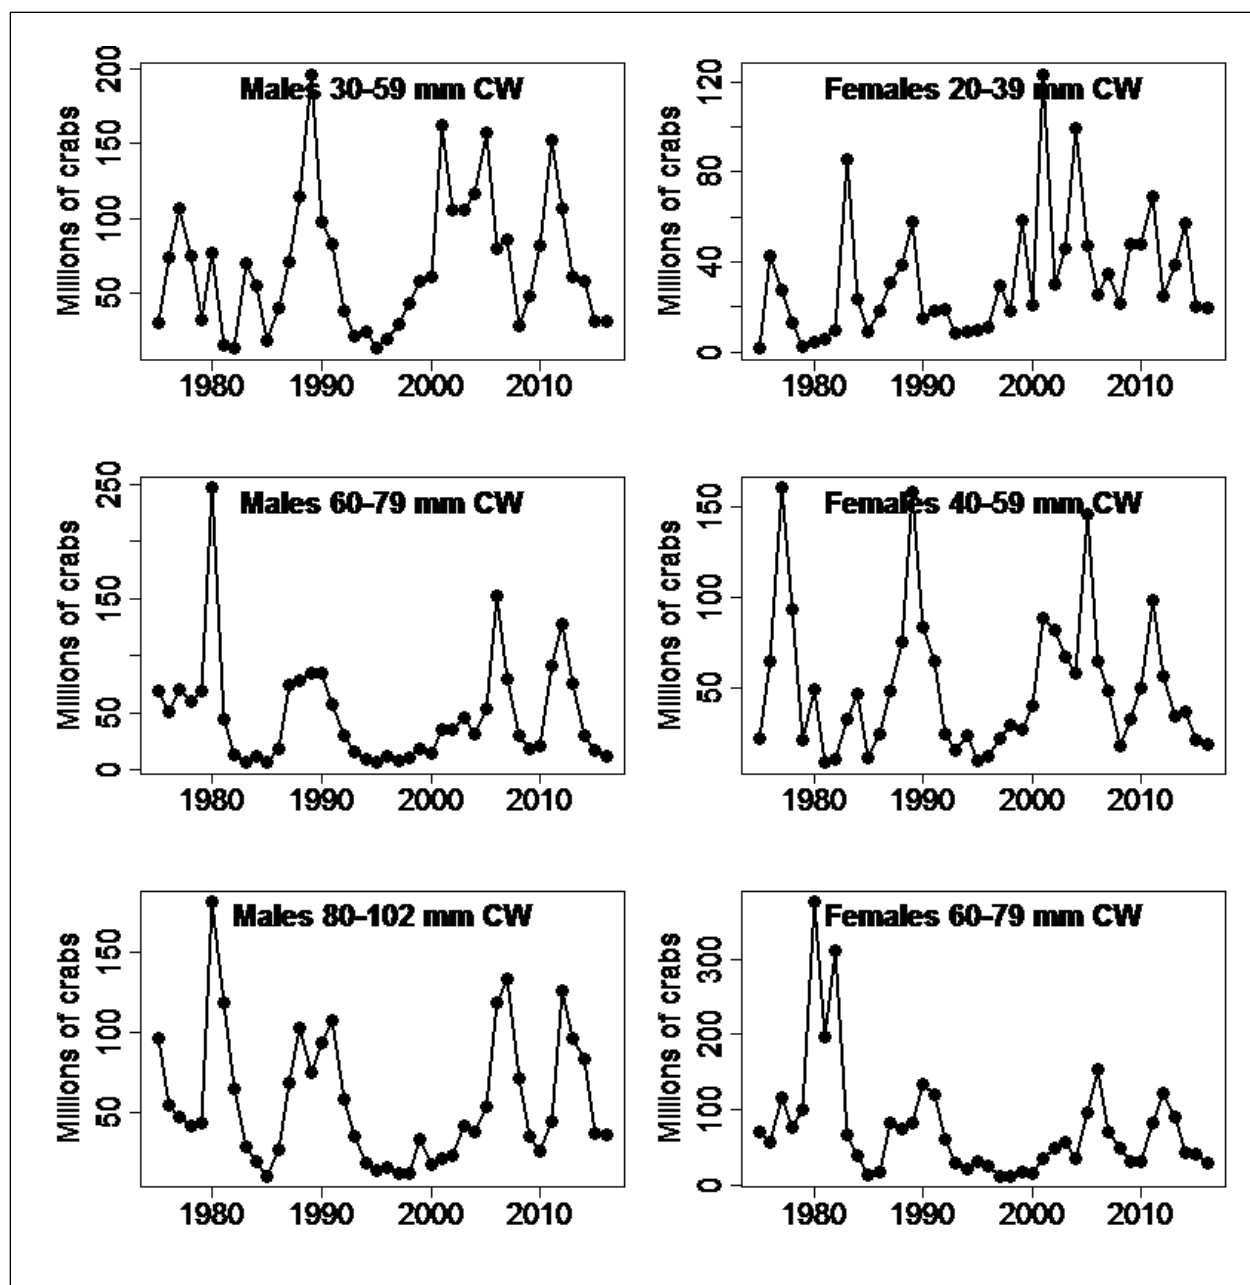 Males 30-59 mm CW
Millions of crabs
50 100 150 200
1980 1990 2000 2010
Females 20-39 mm CW
Millions of crabs
0 40 80 120
1980 1990 2000 2010
Males 60-79 mm CW
Millions of crabs
0 50 150 250
1980 1990 2000 2010
Females 40-59 mm CW
Millions of crabs
50 100 150
1980 1990 2000 2010
Males 80-102 mm CW
Millions of crabs
50 100 150
1980 1990 2000 2010
Females 60-79 mm CW
Millions of crabs
0 100 200 300
1980 1990 2000 2010